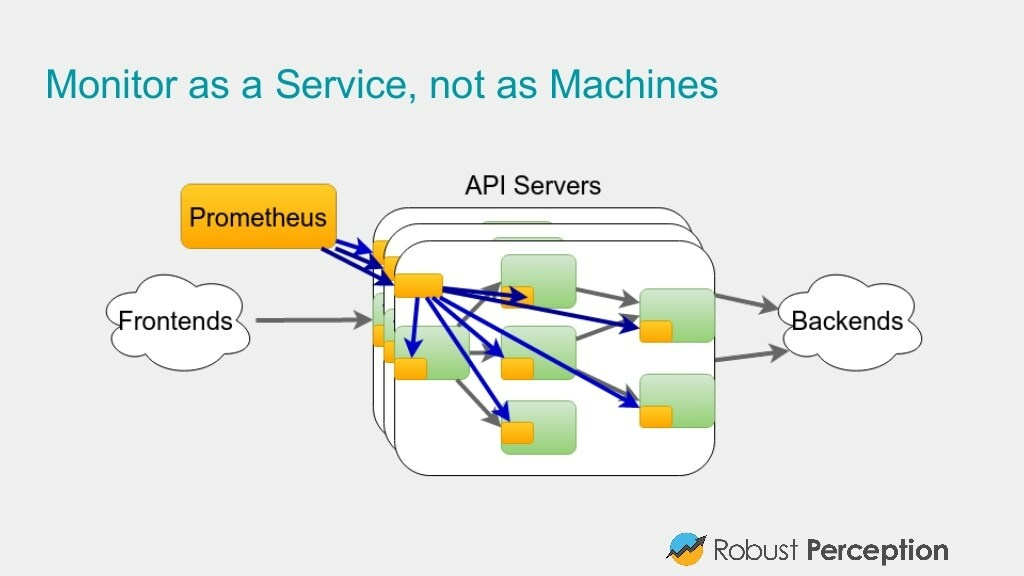 Monitor as a Service, not as Machines
API Servers
Prometheus
Frontends
Backends
Robust Perception